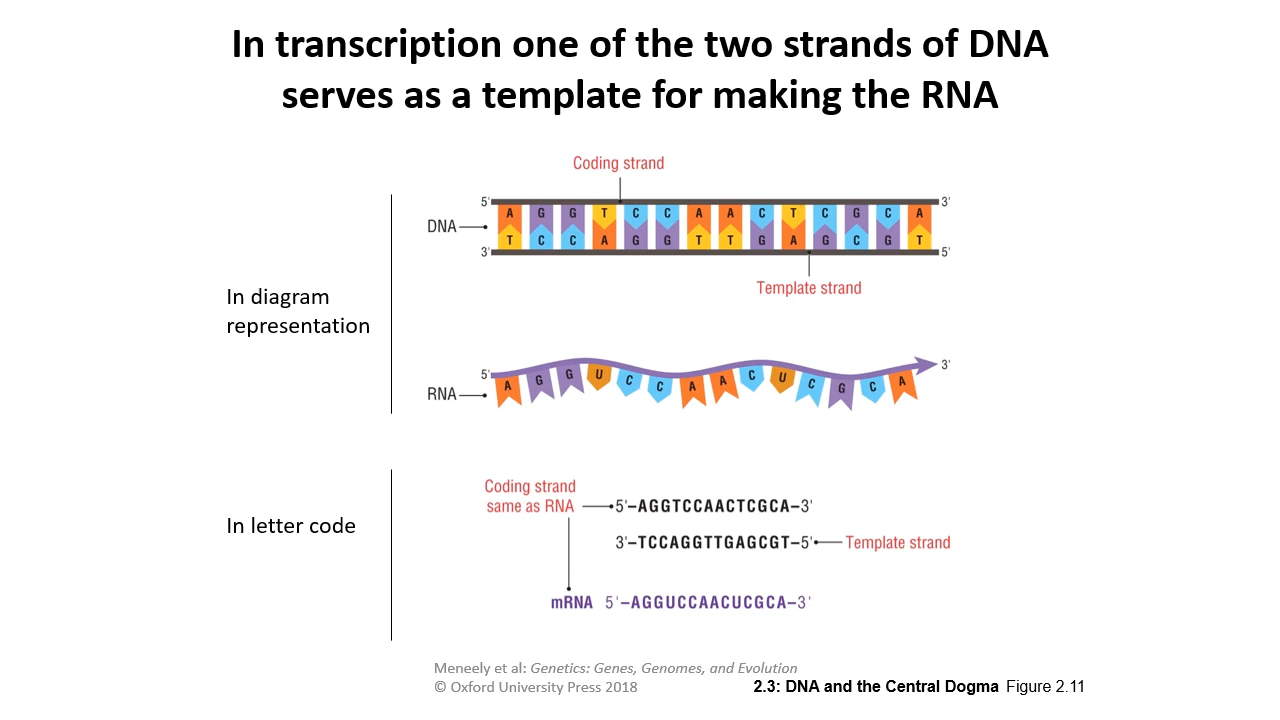 In transcription one of the two strands of DNA
serves as a template for making the RNA
Coding strand
5' 3'
A G G T C C A A C T C G C A
DNA
T C C A G G T T G A G C G T
3' 5'
Template strand
In diagram
representation
5' 3'
A G G U C C A A C U C G C A
RNA
Coding strand
same as RNA
5'–AGGTCCAACTCGCA–3'
In letter code
3'–TCCAGGTTGAGCGT–5'
Template strand
mRNA 5'–AGGUCCAACUCGCA–3'
Meneely et al: Genetics: Genes, Genomes, and Evolution
© Oxford University Press 2018
2.3: DNA and the Central Dogma Figure 2.11